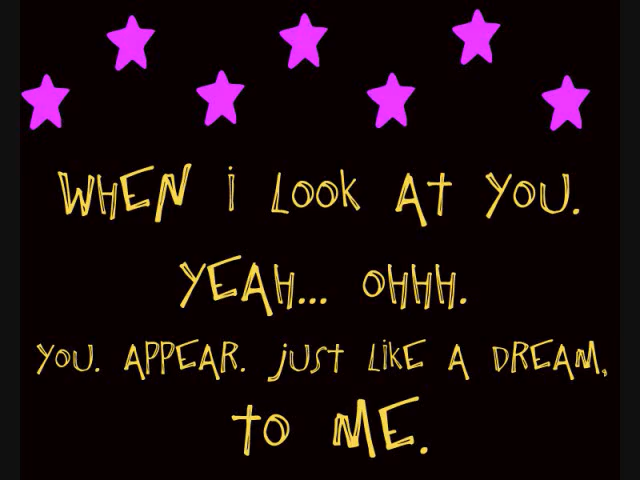 WHEN i LOOK AT YOU.
YEAH... OHHH.
YOU. APPEAR. just LiKE A DREAM,
to ME.